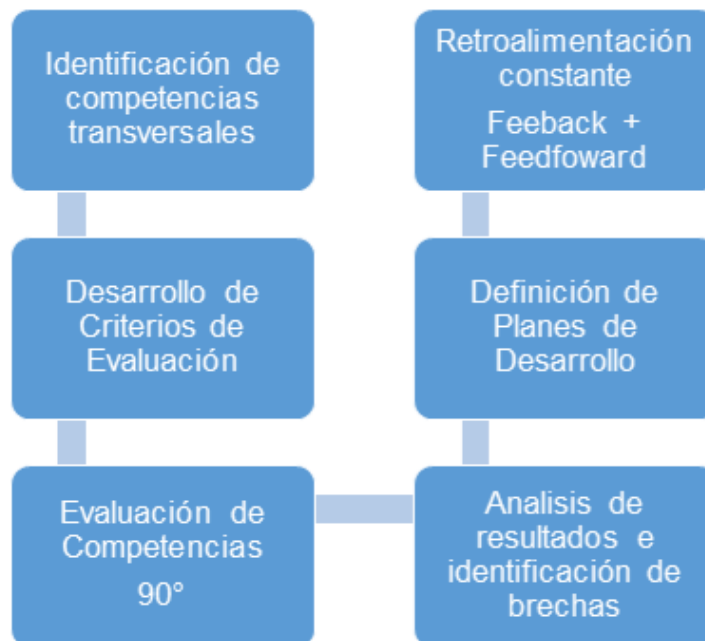 Identificación de
competencias
transversales
Desarrollo de
Criterios de
Evaluación
Evaluación de
Competencias
90°
Analisis de
resultados e
identificación de
brechas
Definición de
Planes de
Desarrollo
Retroalimentación
constante
Feeback +
Feedfoward